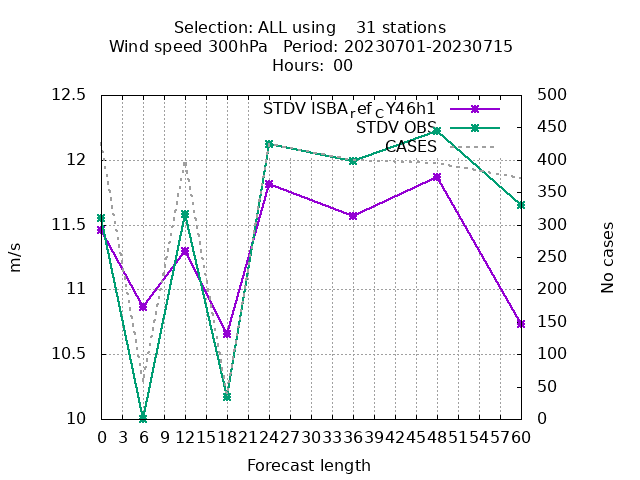 Selection: ALL using 31 stations
Wind speed 300hPa Period: 20230701-20230715
Hours: 00
STDV ISBA_ref_CY46h1
STDV OBS
CASES
12.5
12
11.5
11
10.5
10
m/s
500
450
400
350
300
250
200
150
100
50
0
No cases
0 3 6 9 12 15 18 21 24 27 30 33 36 39 42 45 48 51 54 57 60
Forecast length